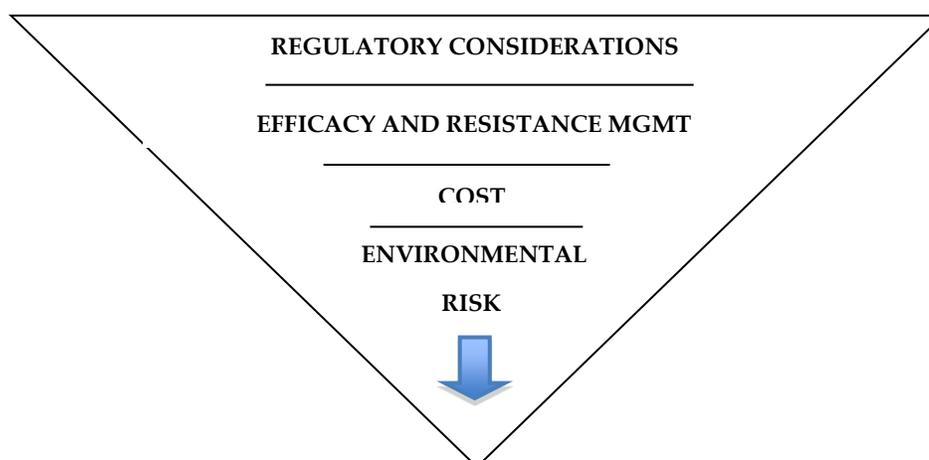 REGULATORY CONSIDERATIONS
EFFICACY AND RESISTANCE MGMT
COST
ENVIRONMENTAL
RISK